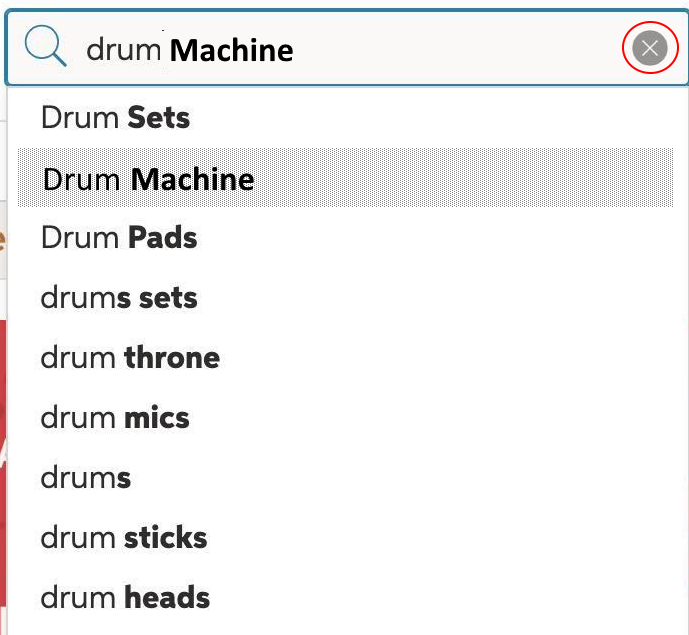 drum Machine
Drum Sets
Drum Machine
Drum Pads
drums sets
drum throne
drum mics
drums
drum sticks
drum heads